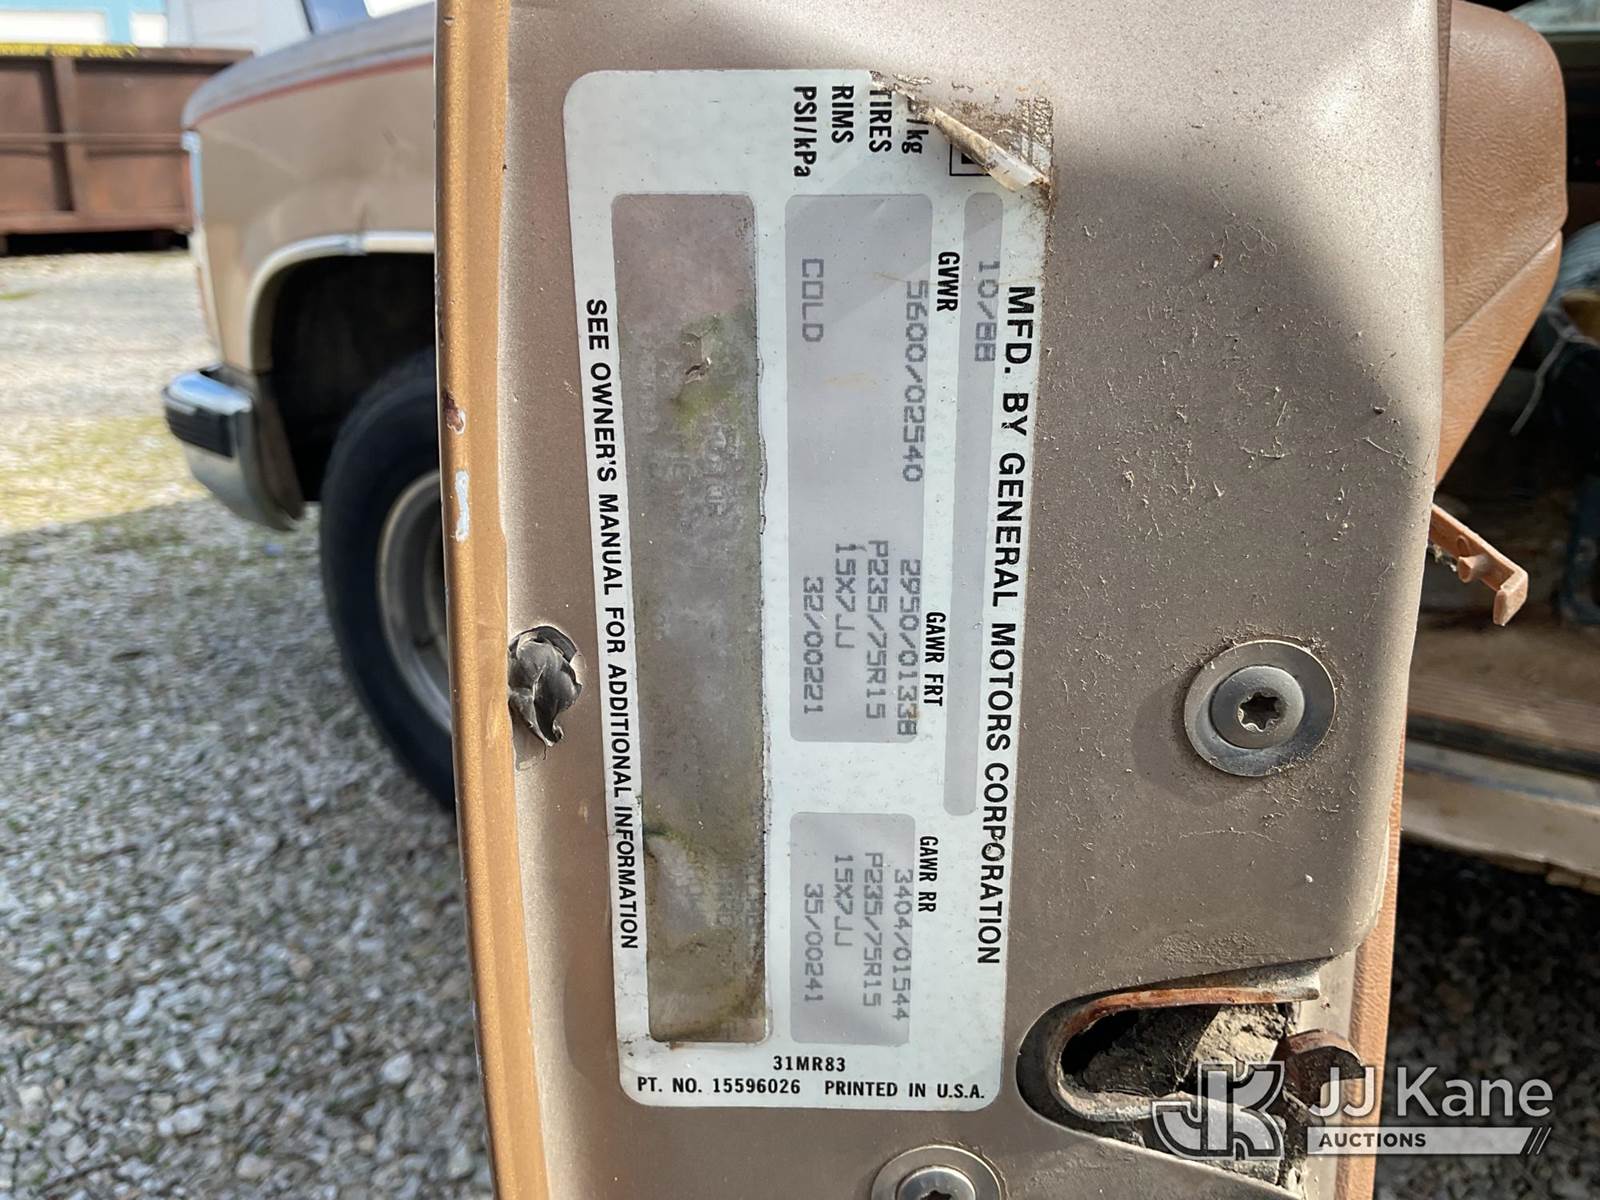 MFD. BY GENERAL MOTORS CORPORATION
10/88
GVWR GAWR FRT GAWR RR
5600/02540 2950/01338 3404/01544
TIRES P235/75R15 P235/75R15
RIMS 15X7JJ 15X7JJ
PSI/kPa COLD 32/00221 35/00241
SEE OWNER'S MANUAL FOR ADDITIONAL INFORMATION
31MR83
PT. NO. 15596026 PRINTED IN U.S.A.
JK JJ Kane
AUCTIONS